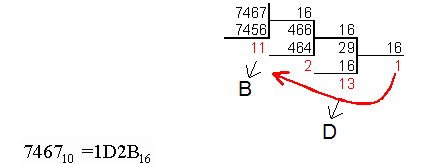 7467 16
7456 466 16
11 464 29 16
2 16 1
13
B
D
7467₁₀ =1D2B₁₆